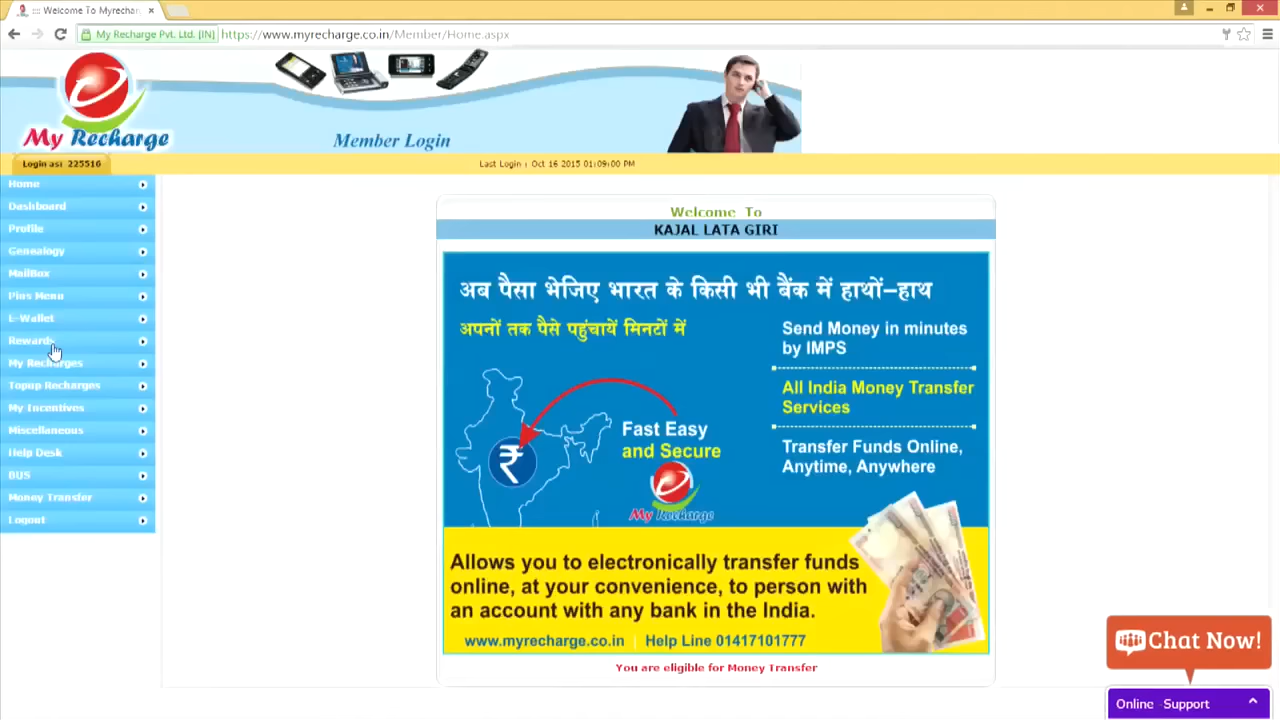 :::: Welcome To Myrechar
My Recharge Pvt. Ltd. [IN]
https://www.myrecharge.co.in/Member/Home.aspx
My Recharge
Member Login
Login as: 225516
Last Login : Oct 16 2015 01:09:00 PM
Home
Dashboard
Profile
Genealogy
MailBox
Plus Menu
E-Wallet
Rewards
My Recharges
Topup Recharges
My Incentives
Miscellaneous
Help Desk
BUS
Money Transfer
Logout
Welcome To
KAJAL LATA GIRI
अब पैसा भेजिए भारत के किसी भी बैंक में हाथों-हाथ
अपनों तक पैसे पहुंचायें मिनटों में
Send Money in minutes
by IMPS
All India Money Transfer
Services
Transfer Funds Online,
Anytime, Anywhere
Fast Easy
and Secure
₹
My Recharge
Allows you to electronically transfer funds
online, at your convenience, to person with
an account with any bank in the India.
www.myrecharge.co.in | Help Line 01417101777
You are eligible for Money Transfer
Chat Now!
Online -Support